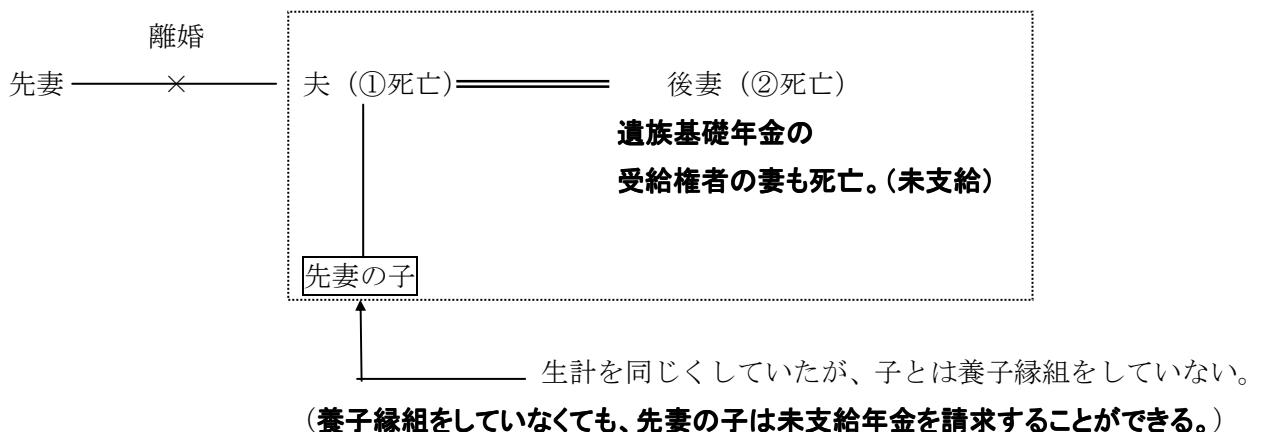 離婚
先妻 × 夫（①死亡） 後妻（②死亡）
遺族基礎年金の
受給権者の妻も死亡。（未支給）
先妻の子
生計を同じくしていたが、子とは養子縁組をしていない。
（養子縁組をしていなくても、先妻の子は未支給年金を請求することができる。）